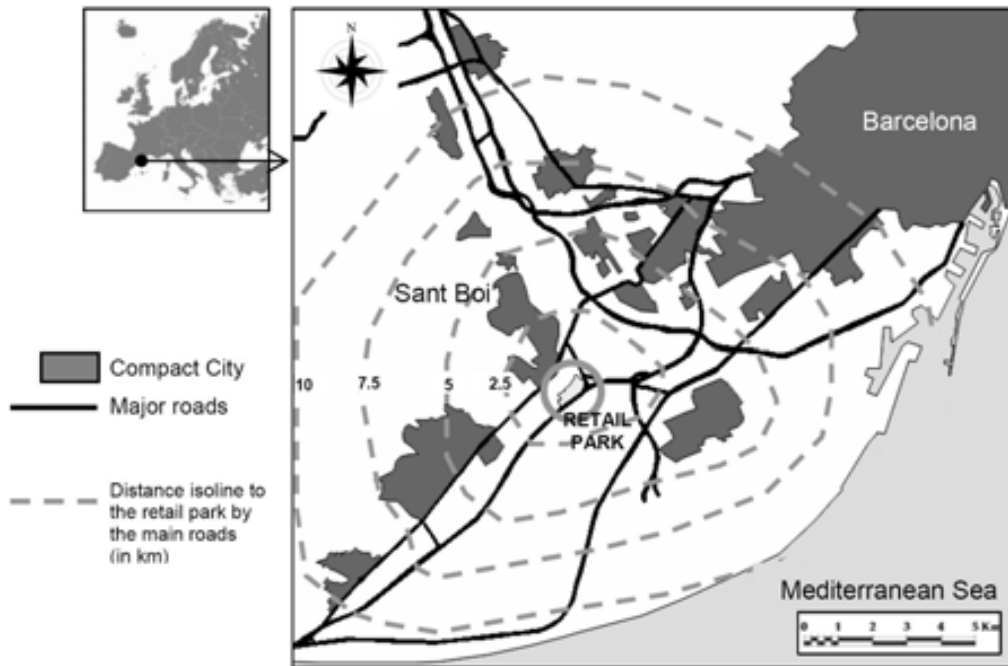 N
Barcelona
Sant Boi
Compact City
10 7.5 5 2.5
Major roads
RETAIL
PARK
Distance isoline to
the retail park by
the main roads
(in km)
Mediterranean Sea
0 1 2 3 4 5 Km